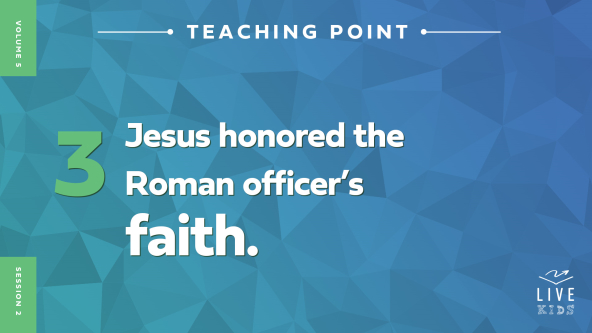 VOLUME 5
TEACHING POINT
3
Jesus honored the
Roman officer's
faith.
SESSION 2
LIVE
KIDS